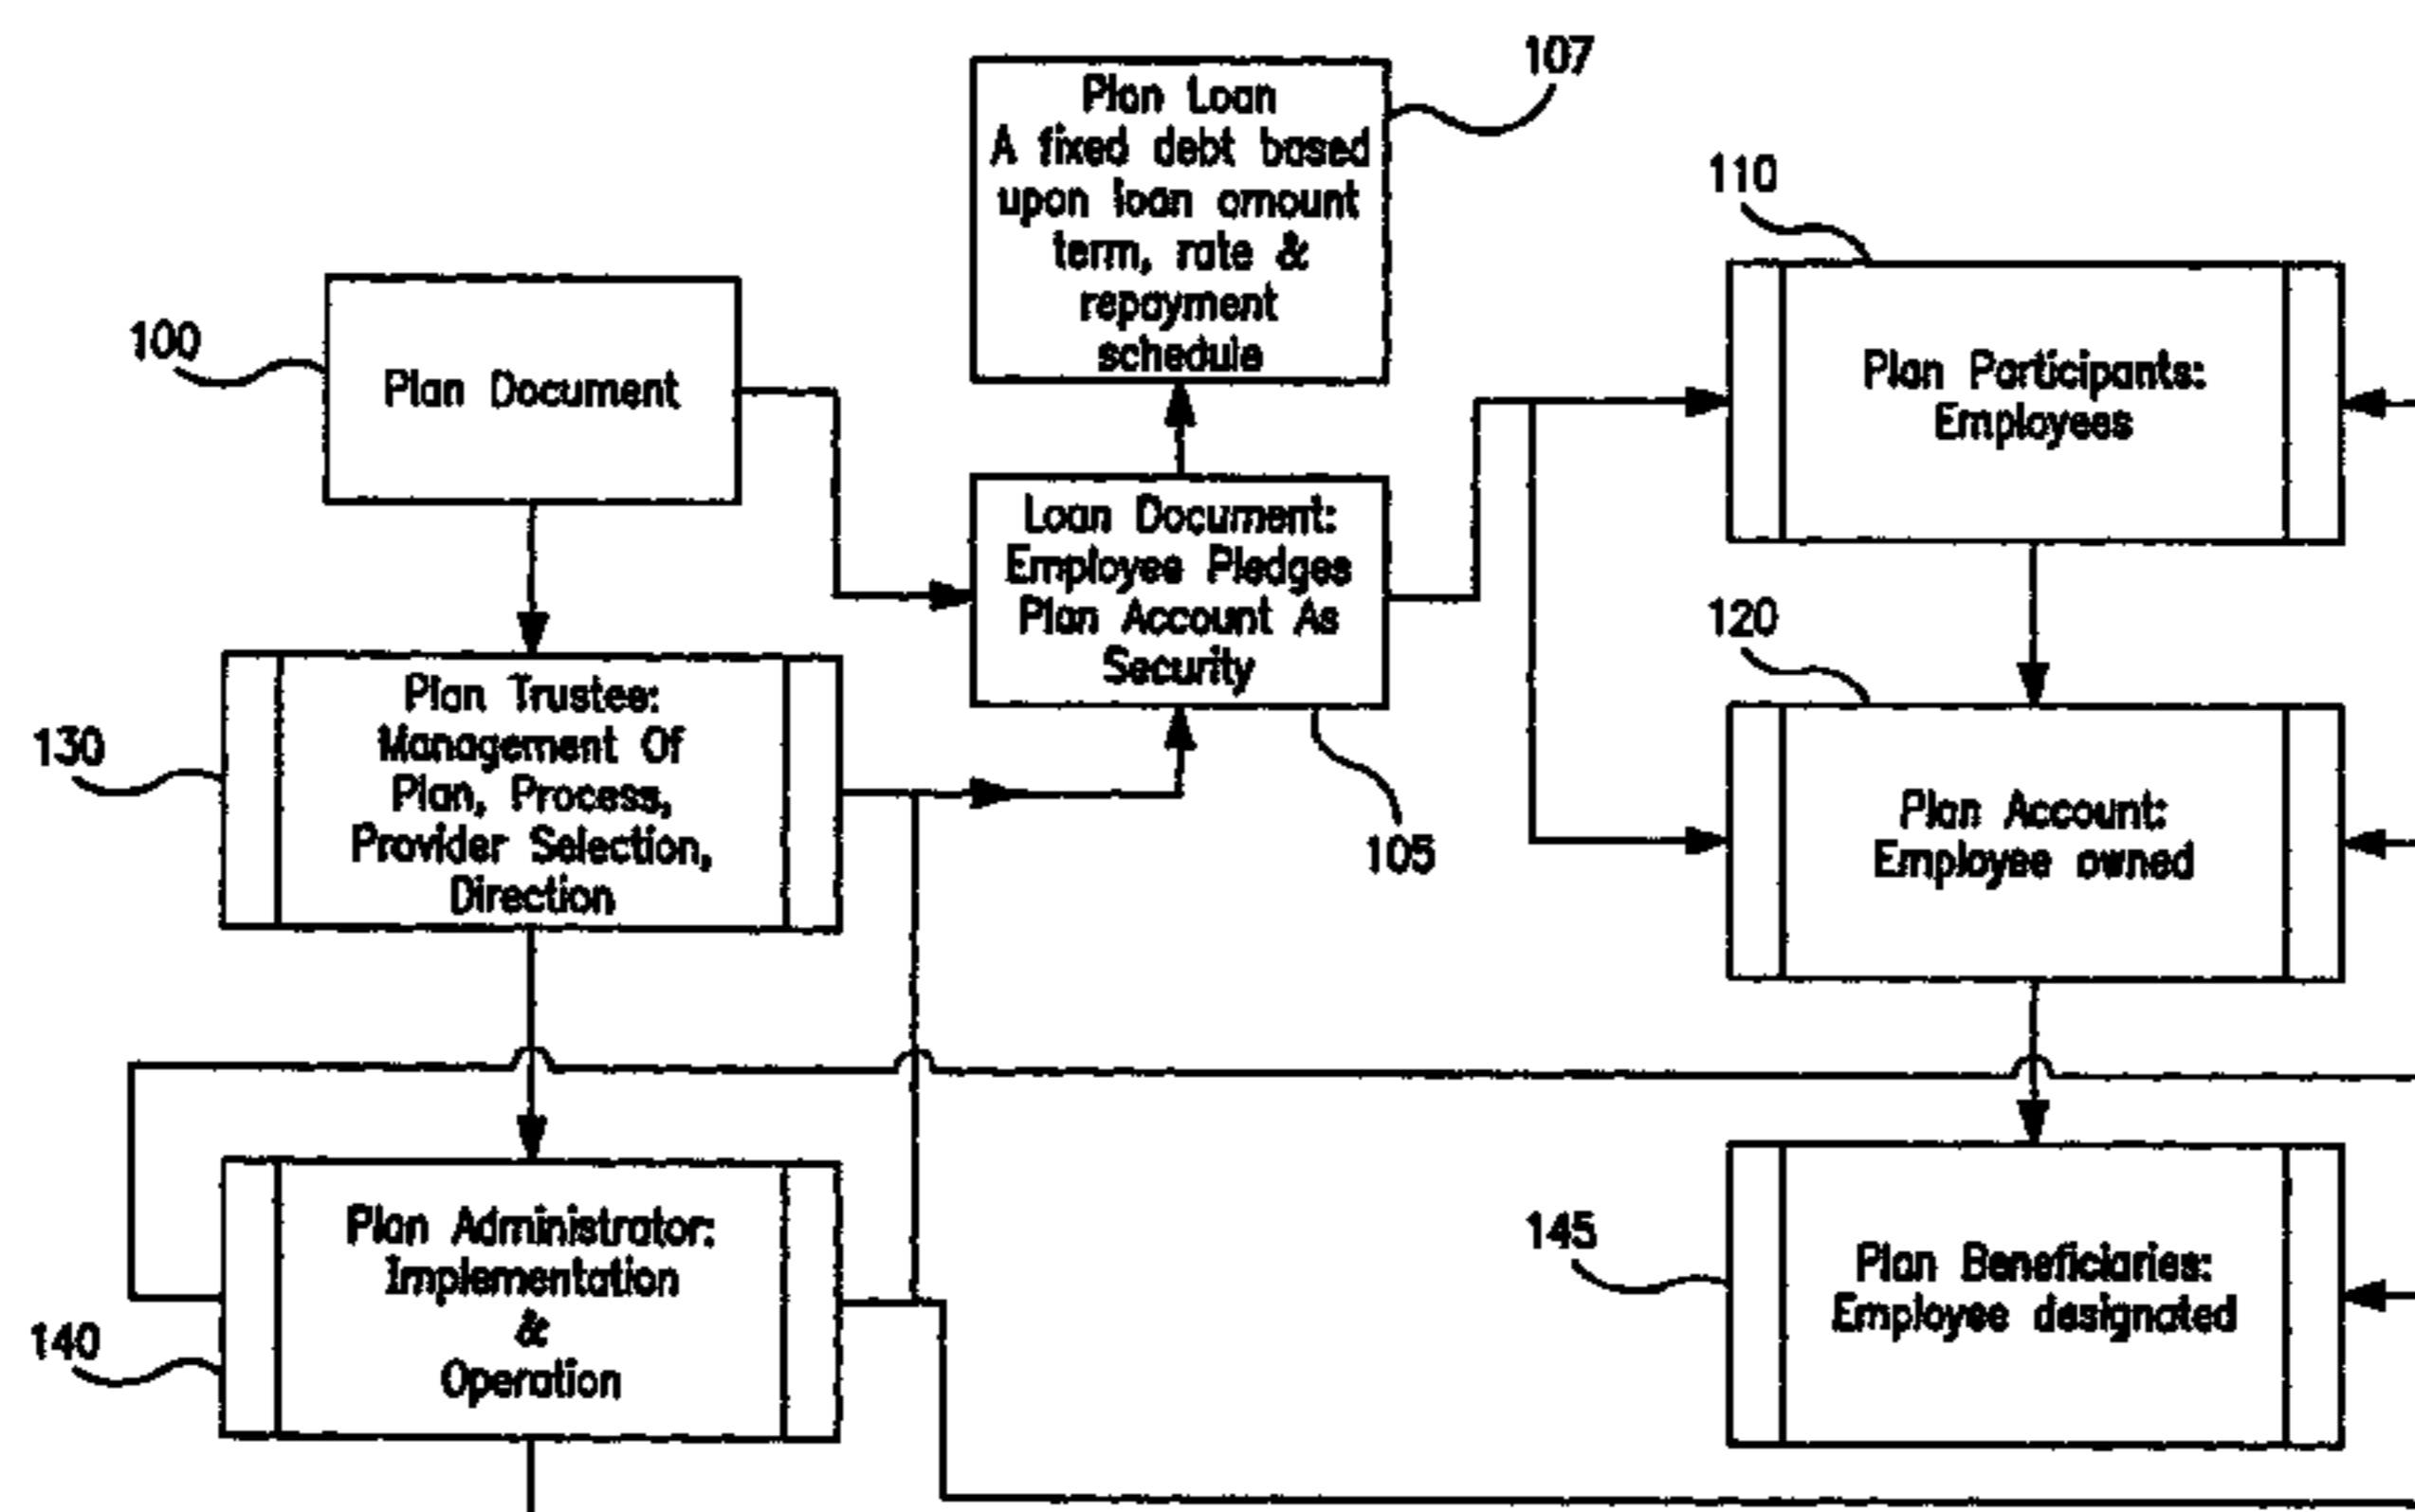 107
Plan Loan
A fixed debt based
upon loan amount
term, rate &
repayment
schedule
110
100
Plan Document
Plan Participants:
Employees
Loan Document:
Employee Pledges
Plan Account As
Security
105
120
130
Plan Trustee:
Management Of
Plan, Process,
Provider Selection,
Direction
Plan Account:
Employee owned
140
Plan Administrator:
Implementation
&
Operation
145
Plan Beneficiaries:
Employee designated